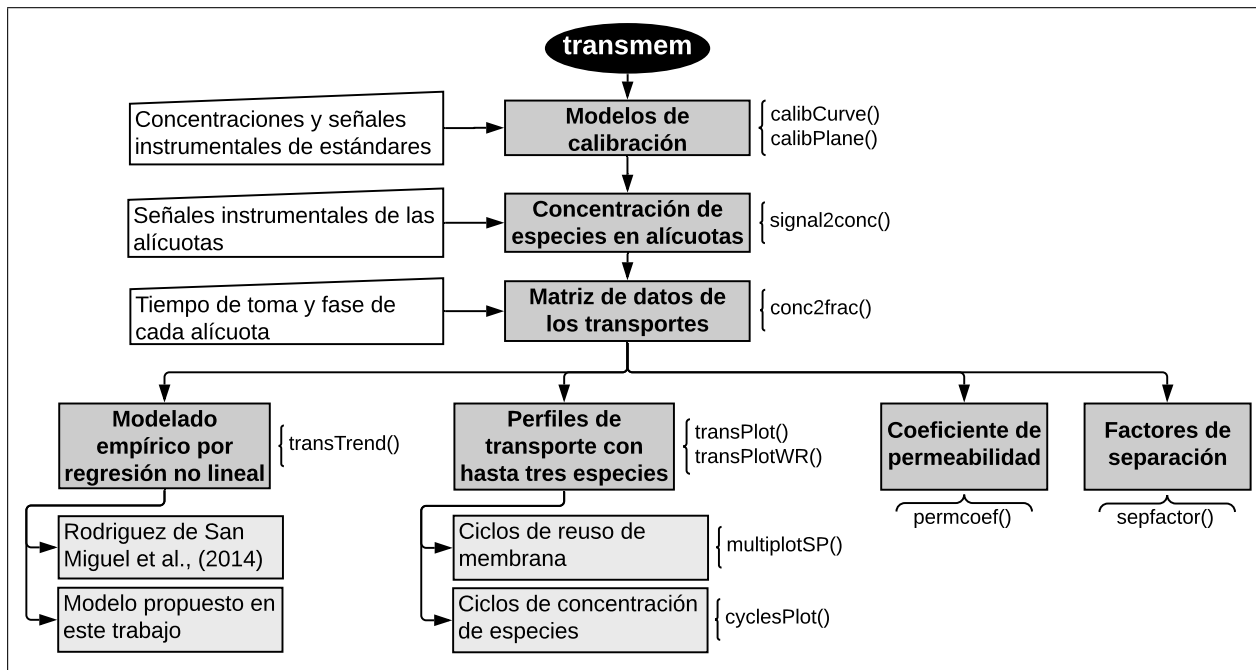 transmem
Concentraciones y señales
instrumentales de estándares
Modelos de
calibración
calibCurve()
calibPlane()
Señales instrumentales de las
alícuotas
Concentración de
especies en alícuotas
signal2conc()
Tiempo de toma y fase de
cada alícuota
Matriz de datos de
los transportes
conc2frac()
Modelado
empírico por
regresión no lineal
transTrend()
Perfiles de
transporte con
hasta tres especies
transPlot()
transPlotWR()
Coeficiente de
permeabilidad
permcoef()
Factores de
separación
sepfactor()
Rodriguez de San
Miguel et al., (2014)
Modelo propuesto en
este trabajo
Ciclos de reuso de
membrana
multiplotSP()
Ciclos de concentración
de especies
cyclesPlot()